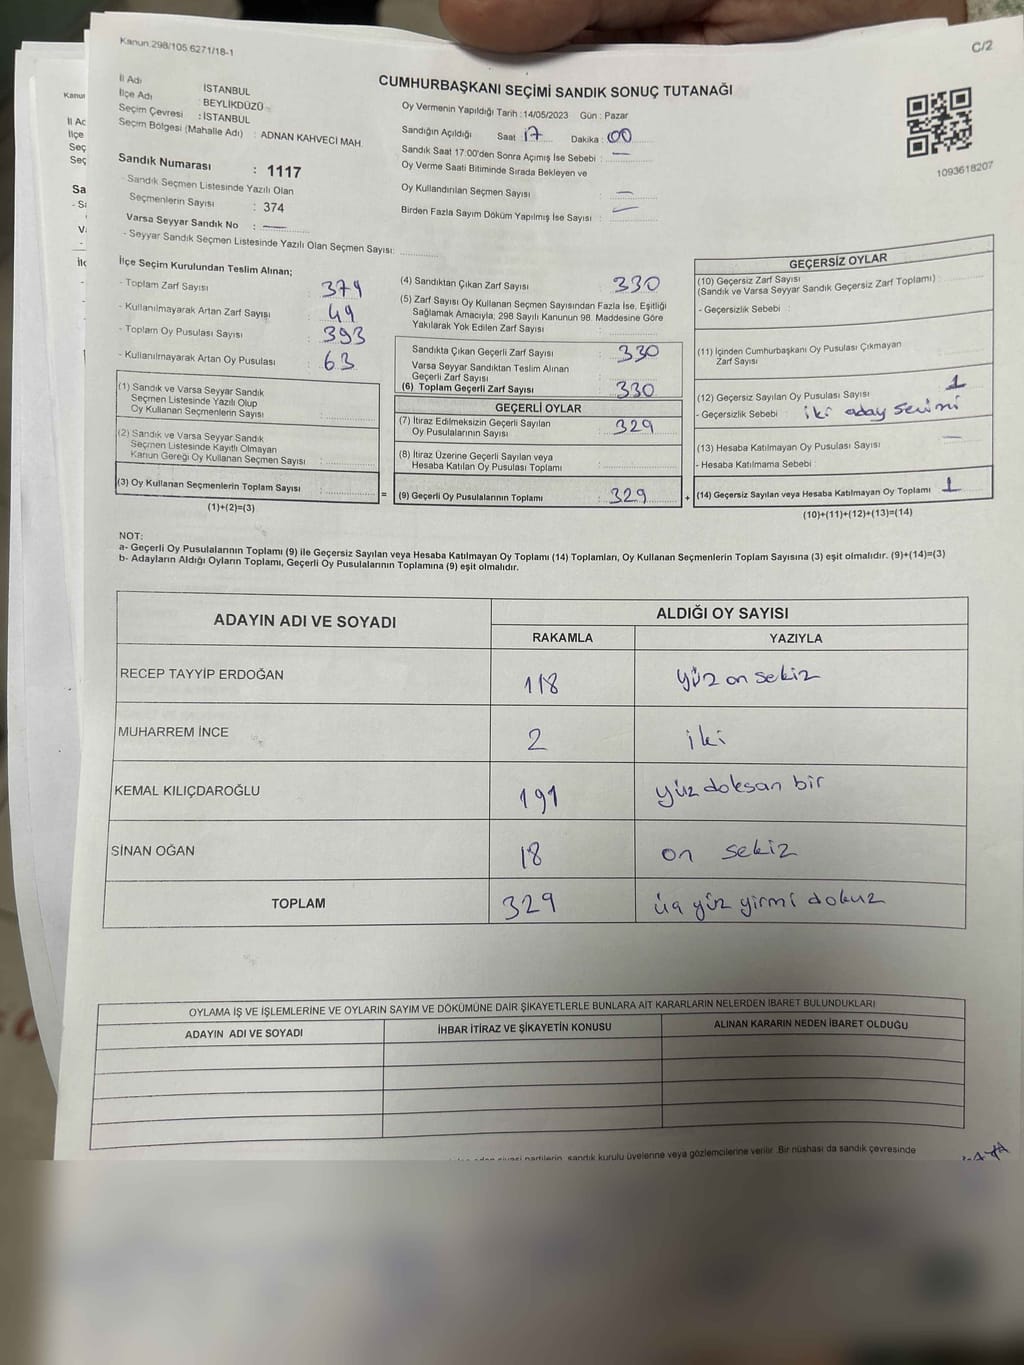 Kanun 298/105 6271/18-1
C/2
CUMHURBAŞKANI SEÇİMİ SANDIK SONUÇ TUTANAĞI
İl Adı : İSTANBUL
İlçe Adı : BEYLİKDÜZÜ
Seçim Çevresi : İSTANBUL
Seçim Bölgesi (Mahalle Adı) : ADNAN KAHVECİ MAH.
Sandık Numarası : 1117
- Sandık Seçmen Listesinde Yazılı Olan
Seçmenlerin Sayısı : 374
Varsa Seyyar Sandık No : —
- Seyyar Sandık Seçmen Listesinde Yazılı Olan Seçmen Sayısı:
Oy Vermenin Yapıldığı Tarih : 14/05/2023 Gün : Pazar
Sandığın Açıldığı Saat 17 Dakika : 00
Sandık Saat 17:00'den Sonra Açımış İse Sebebi : —
Oy Verme Saati Bitiminde Sırada Bekleyen ve
Oy Kullandırılan Seçmen Sayısı : —
Birden Fazla Sayım Döküm Yapılmış İse Sayısı : —
1093618207
İlçe Seçim Kurulundan Teslim Alınan;
- Toplam Zarf Sayısı : 379
- Kullanılmayarak Artan Zarf Sayısı : 49
- Toplam Oy Pusulası Sayısı : 393
- Kullanılmayarak Artan Oy Pusulası : 63
(1) Sandık ve Varsa Seyyar Sandık
Seçmen Listesinde Yazılı Olup
Oy Kullanan Seçmenlerin Sayısı :
(2) Sandık ve Varsa Seyyar Sandık
Seçmen Listesinde Kayıtlı Olmayan
Kanun Gereği Oy Kullanan Seçmen Sayısı :
(3) Oy Kullanan Seçmenlerin Toplam Sayısı :
(1)+(2)=(3)
=
(4) Sandıktan Çıkan Zarf Sayısı : 330
(5) Zarf Sayısı Oy Kullanan Seçmen Sayısından Fazla İse, Eşitliği
Sağlamak Amacıyla; 298 Sayılı Kanunun 98. Maddesine Göre
Yakılarak Yok Edilen Zarf Sayısı :
Sandıkta Çıkan Geçerli Zarf Sayısı : 330
Varsa Seyyar Sandıktan Teslim Alınan
Geçerli Zarf Sayısı :
(6) Toplam Geçerli Zarf Sayısı : 330
GEÇERLİ OYLAR
(7) İtiraz Edilmeksizin Geçerli Sayılan
Oy Pusulalarının Sayısı : 329
(8) İtiraz Üzerine Geçerli Sayılan veya
Hesaba Katılan Oy Pusulası Toplamı :
(9) Geçerli Oy Pusulalarının Toplamı : 329
+
GEÇERSİZ OYLAR
(10) Geçersiz Zarf Sayısı
(Sandık ve Varsa Seyyar Sandık Geçersiz Zarf Toplamı) :
- Geçersizlik Sebebi :
(11) İçinden Cumhurbaşkanı Oy Pusulası Çıkmayan
Zarf Sayısı :
(12) Geçersiz Sayılan Oy Pusulası Sayısı : 1
- Geçersizlik Sebebi : iki aday secimi
(13) Hesaba Katılmayan Oy Pusulası Sayısı : —
- Hesaba Katılmama Sebebi :
(14) Geçersiz Sayılan veya Hesaba Katılmayan Oy Toplamı : 1
(10)+(11)+(12)+(13)=(14)
NOT:
a- Geçerli Oy Pusulalarının Toplamı (9) ile Geçersiz Sayılan veya Hesaba Katılmayan Oy Toplamı (14) Toplamları, Oy Kullanan Seçmenlerin Toplam Sayısına (3) eşit olmalıdır. (9)+(14)=(3)
b- Adayların Aldığı Oyların Toplamı, Geçerli Oy Pusulalarının Toplamına (9) eşit olmalıdır.
ADAYIN ADI VE SOYADI
ALDIĞI OY SAYISI
RAKAMLA YAZIYLA
RECEP TAYYİP ERDOĞAN 118 yüz on sekiz
MUHARREM İNCE 2 iki
KEMAL KILIÇDAROĞLU 191 yüz doksan bir
SİNAN OĞAN 18 on sekiz
TOPLAM 329 üç yüz yirmi dokuz
OYLAMA İŞ VE İŞLEMLERİNE VE OYLARIN SAYIM VE DÖKÜMÜNE DAİR ŞİKAYETLERLE BUNLARA AİT KARARLARIN NELERDEN İBARET BULUNDUKLARI
ADAYIN ADI VE SOYADI İHBAR İTİRAZ VE ŞİKAYETİN KONUSU ALINAN KARARIN NEDEN İBARET OLDUĞU
sandık kurulu üyelerine veya gözlemcilerine verilir. Bir nüshası da sandık çevresinde